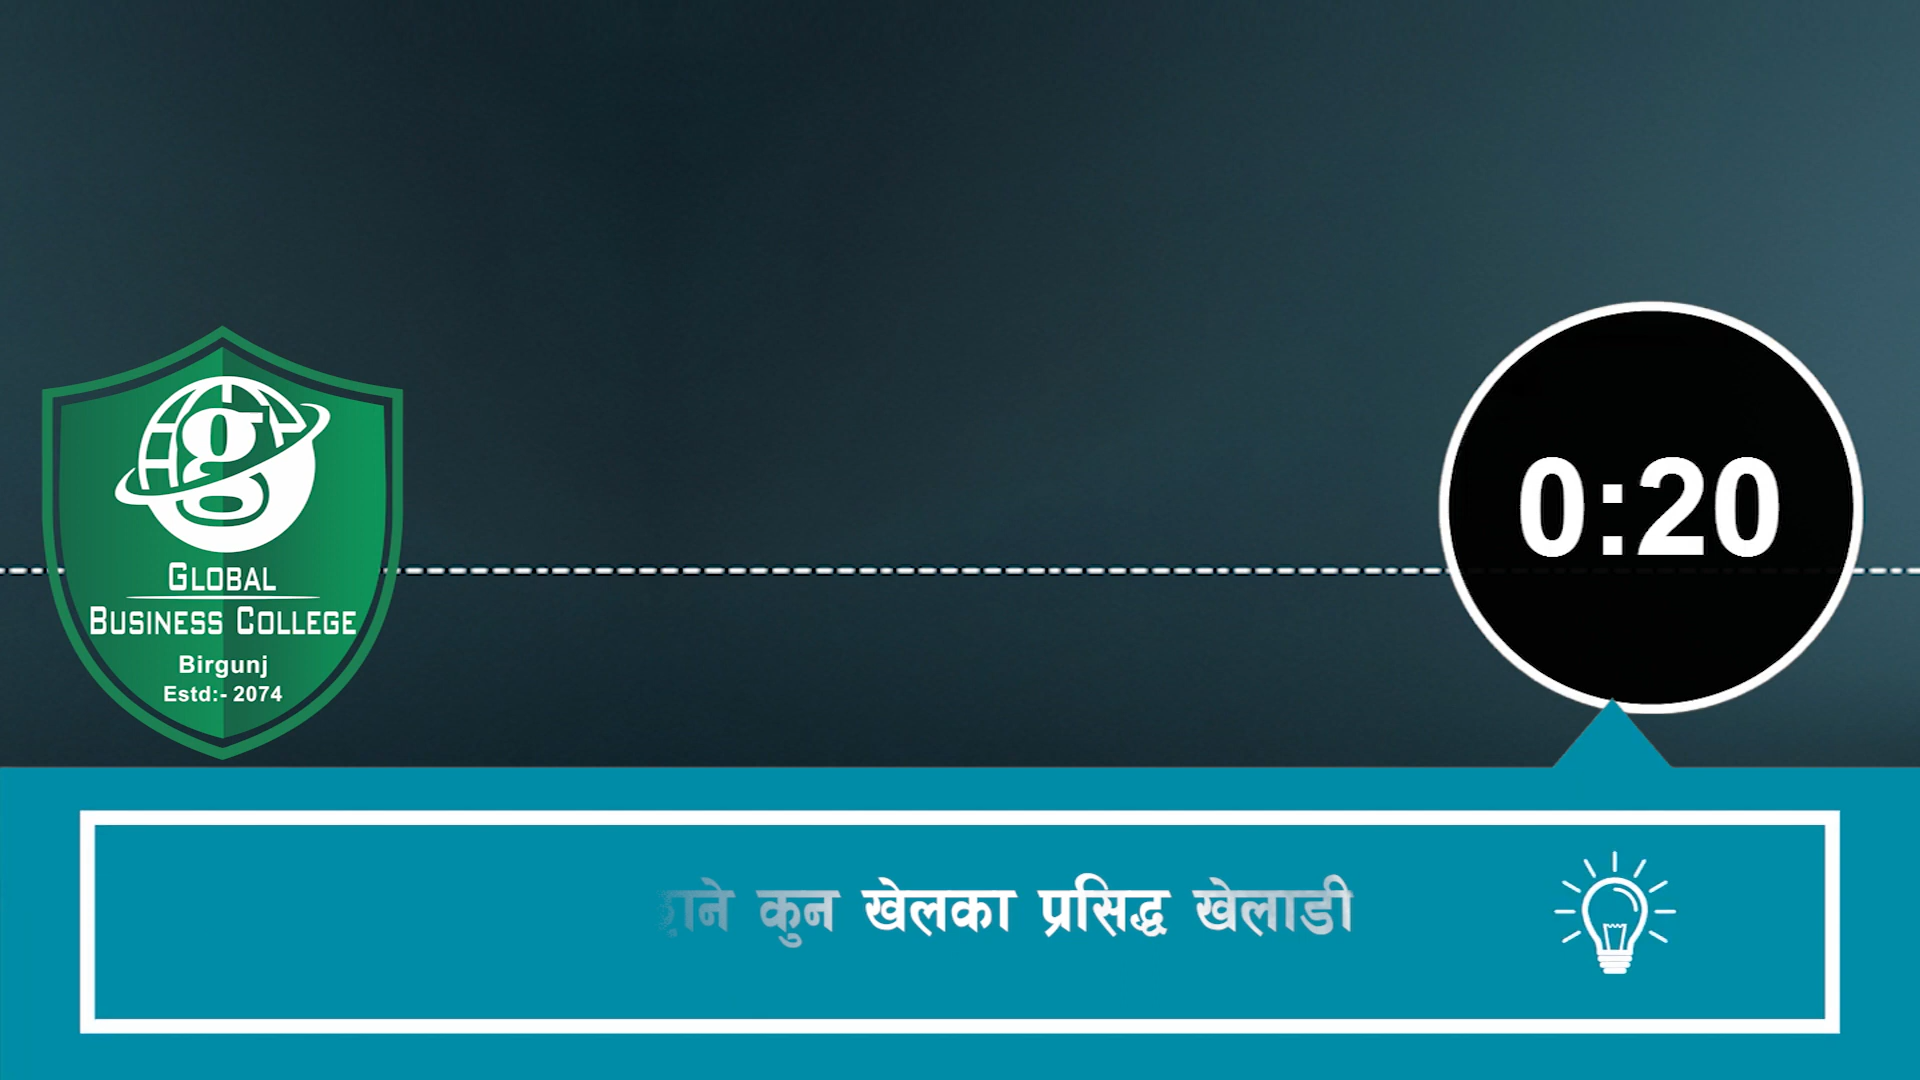 GLOBAL
BUSINESS COLLEGE
Birgunj
Estd:- 2074
0:20
कुन खेलका प्रसिद्ध खेलाडी